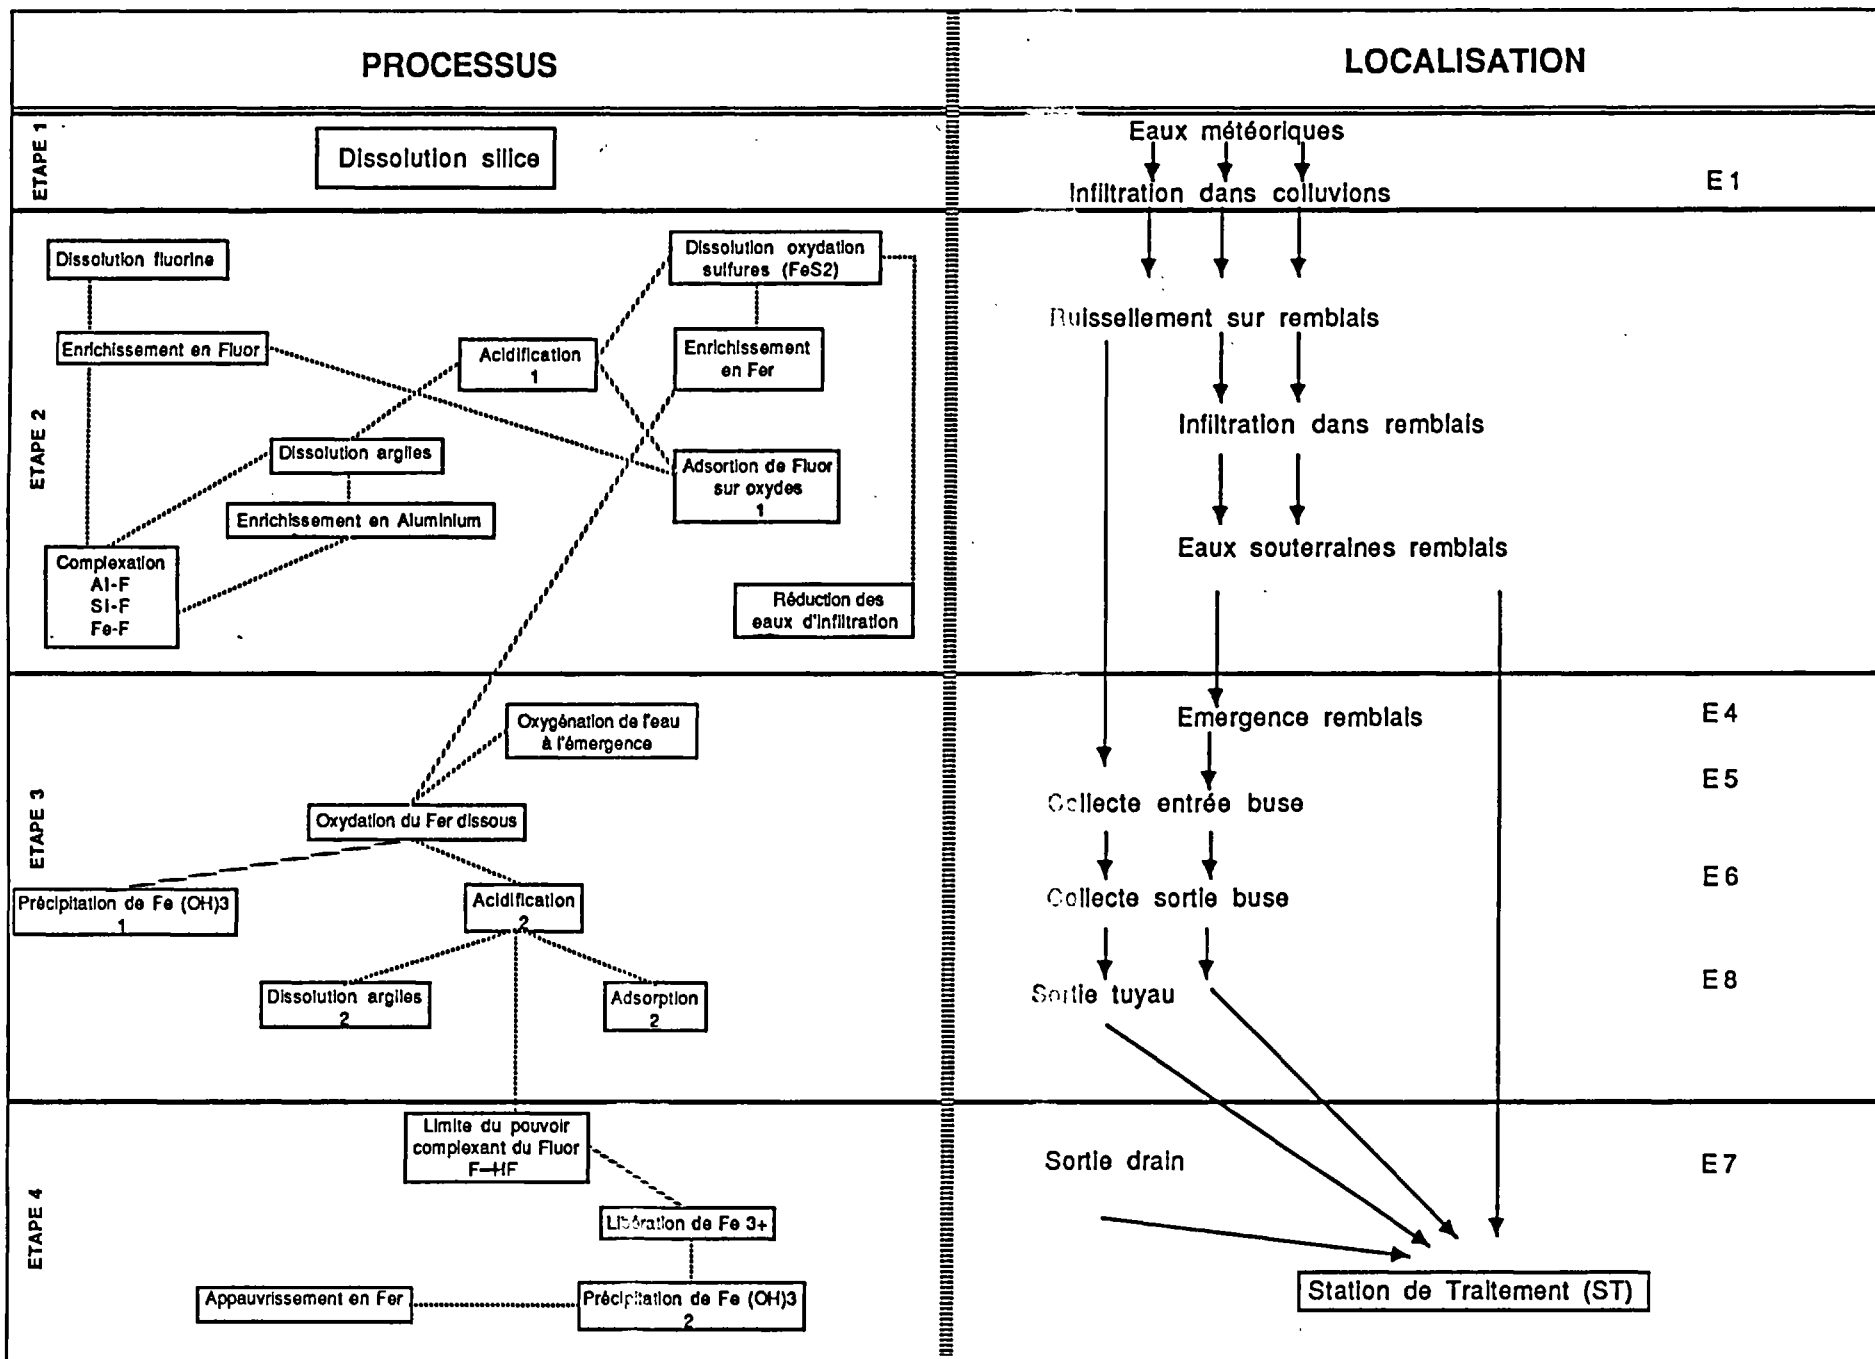 PROCESSUS
LOCALISATION
ETAPE 1
Dissolution silice
Eaux météoriques
Infiltration dans colluvions
E1
ETAPE 2
Dissolution fluorine
Enrichissement en Fluor
Acidification
1
Dissolution oxydation
sulfures (FeS2)
Enrichissement
en Fer
Dissolution argiles
Enrichissement en Aluminium
Adsortion de Fluor
sur oxydes
1
Complexation
Al-F
Si-F
Fe-F
Réduction des
eaux d'infiltration
Ruissellement sur remblais
Infiltration dans remblais
Eaux souterraines remblais
ETAPE 3
Oxygénation de l'eau
à l'émergence
Oxydation du Fer dissous
Précipitation de Fe (OH)3
1
Acidification
2
Dissolution argiles
2
Adsorption
2
Emergence remblais
E4
E5
Collecte entrée buse
E6
Collecte sortie buse
E8
Sortie tuyau
ETAPE 4
Limite du pouvoir
complexant du Fluor
F–HF
Libération de Fe 3+
Appauvrissement en Fer
Précipitation de Fe (OH)3
2
Sortie drain
E7
Station de Traitement (ST)